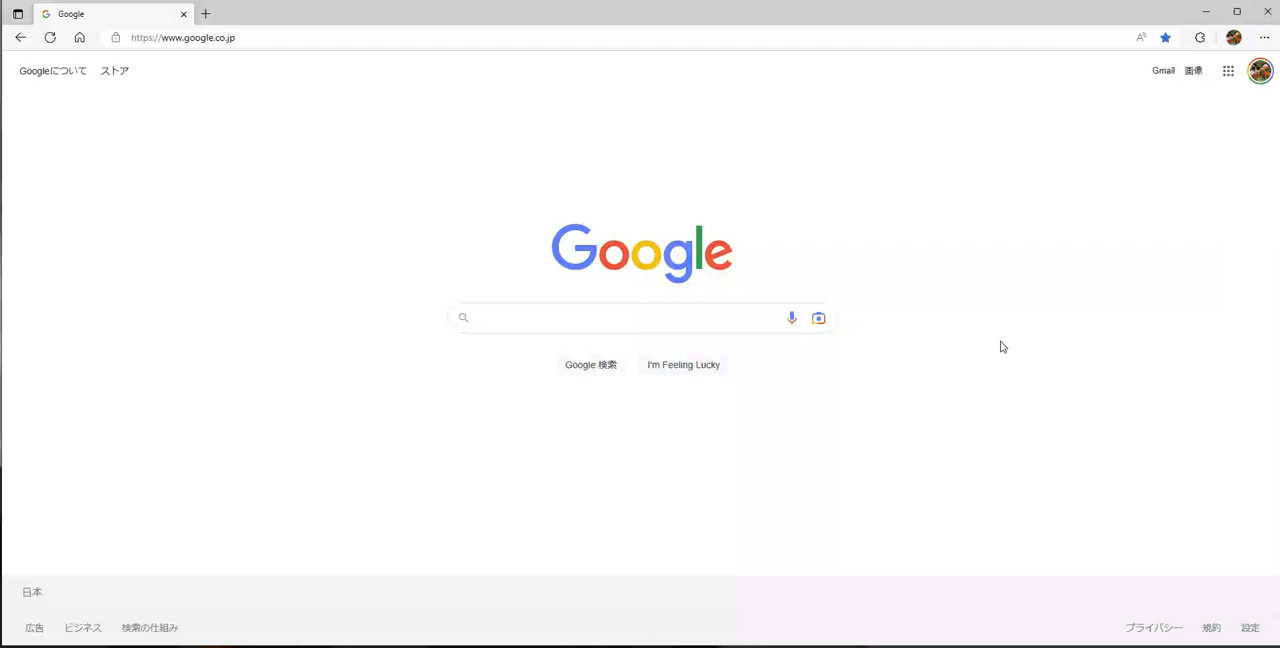 Google
https://www.google.co.jp
Googleについて ストア
Gmail 画像
Google
Google 検索 I'm Feeling Lucky
日本
広告 ビジネス 検索の仕組み
プライバシー 規約 設定